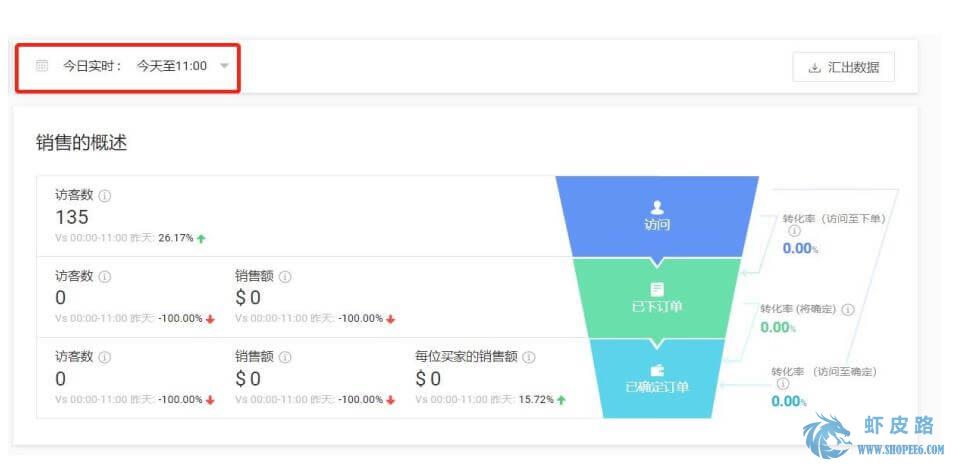 今日实时： 今天至11:00
汇出数据
销售的概述
访客数
135
Vs 00:00-11:00 昨天: 26.17%
访客数 销售额
0 $ 0
Vs 00:00-11:00 昨天: -100.00% Vs 00:00-11:00 昨天: -100.00%
访客数 销售额 每位买家的销售额
0 $ 0 $ 0
Vs 00:00-11:00 昨天: -100.00% Vs 00:00-11:00 昨天: -100.00% Vs 00:00-11:00 昨天: 15.72%
访问
已下订单
已确定订单
转化率（访问至下单）
0.00%
转化率 (将确定)
0.00%
转化率 （访问至确定）
0.00%
虾皮路
WWW.SHOPEE6.COM